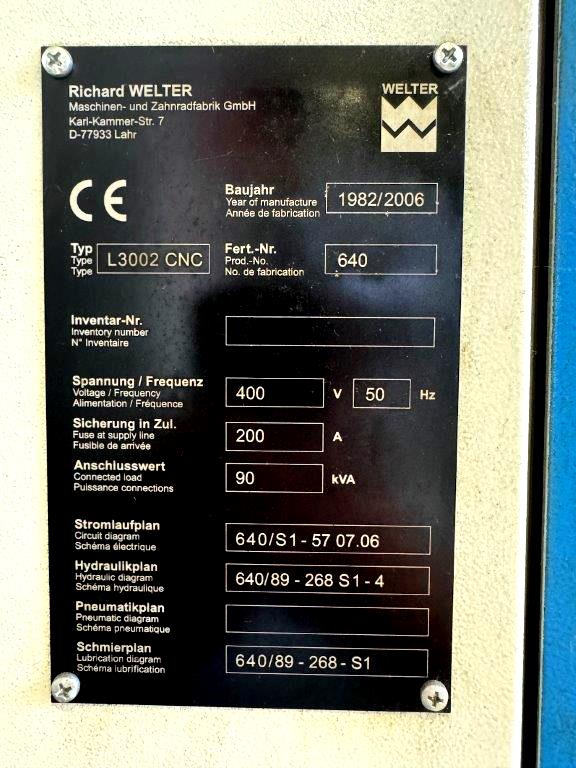 Richard WELTER
Maschinen- und Zahnradfabrik GmbH
Karl-Kammer-Str. 7
D-77933 Lahr
WELTER
CE
Baujahr
Year of manufacture
Année de fabrication
1982/2006
Typ
Type
Type
L3002 CNC
Fert.-Nr.
Prod.-No.
No. de fabrication
640
Inventar-Nr.
Inventory number
N° Inventaire
Spannung / Frequenz
Voltage / Frequency
Alimentation / Fréquence
400 V 50 Hz
Sicherung in Zul.
Fuse at supply line
Fusible de arrivée
200 A
Anschlusswert
Connected load
Puissance connections
90 kVA
Stromlaufplan
Circuit diagram
Schéma électrique
640/S1 - 57 07.06
Hydraulikplan
Hydraulic diagram
Schéma hydraulique
640/89 - 268 S1 - 4
Pneumatikplan
Pneumatic diagram
Schéma pneumatique
Schmierplan
Lubrication diagram
Schéma lubrification
640/89 - 268 - S1